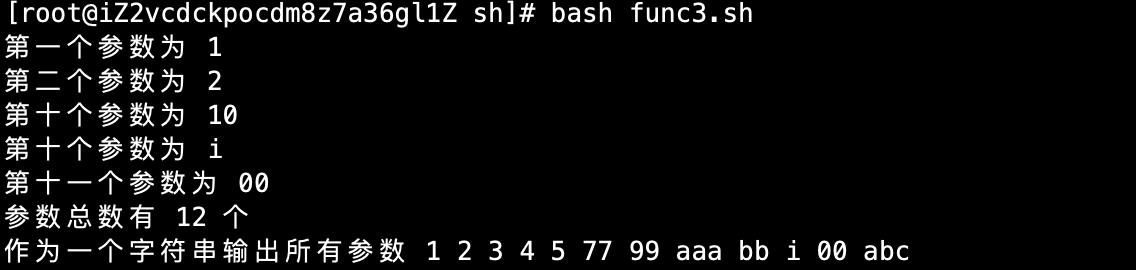 [root@iZ2vcdckpocdm8z7a36gl1Z sh]# bash func3.sh
第一个参数为 1
第二个参数为 2
第十个参数为 10
第十个参数为 i
第十一个参数为 00
参数总数有 12 个
作为一个字符串输出所有参数 1 2 3 4 5 77 99 aaa bb i 00 abc